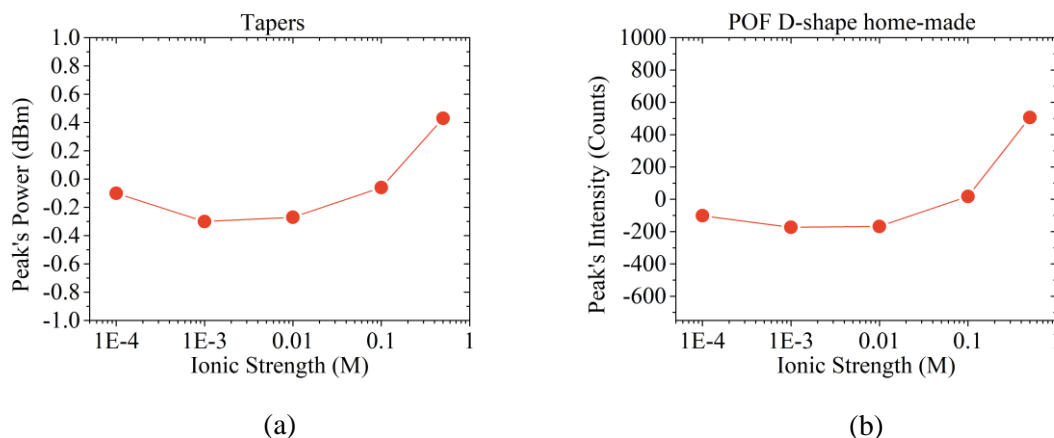 Tapers
1.0
0.8
0.6
0.4
0.2
0.0
-0.2
-0.4
-0.6
-0.8
-1.0
Peak's Power (dBm)
1E-4 1E-3 0.01 0.1 1
Ionic Strength (M)
(a)
POF D-shape home-made
1000
800
600
400
200
0
-200
-400
-600
Peak's Intensity (Counts)
1E-4 1E-3 0.01 0.1 1
Ionic Strength (M)
(b)